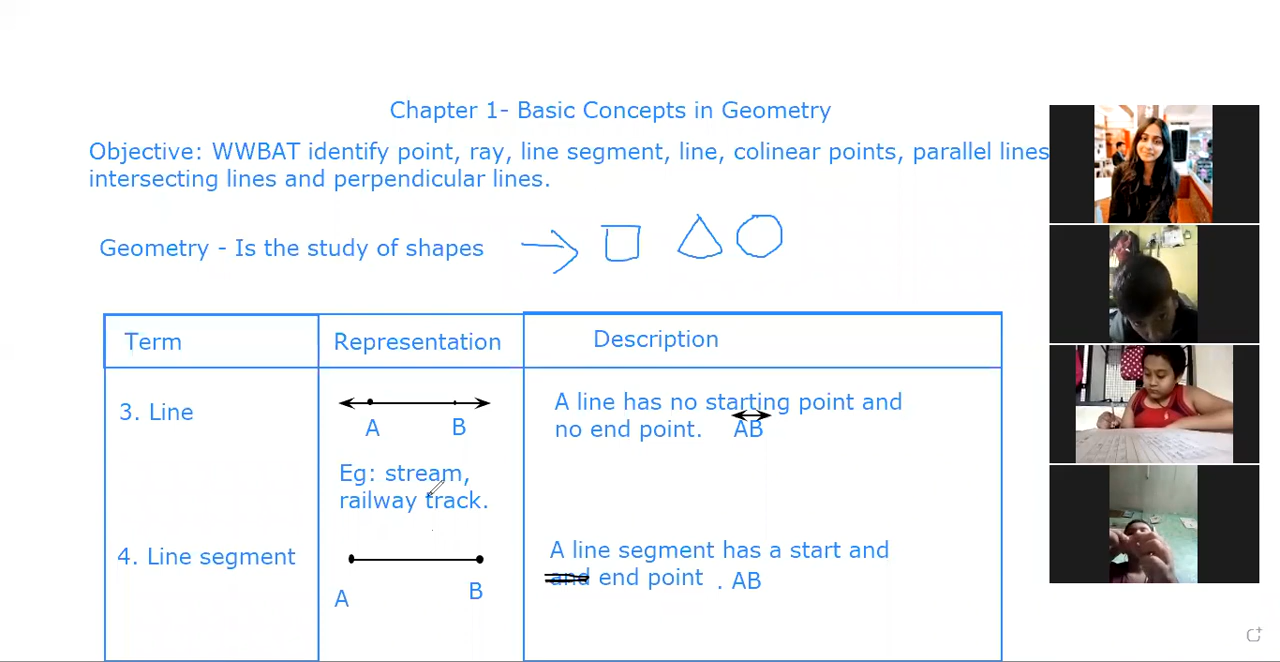 Chapter 1- Basic Concepts in Geometry
Objective: WWBAT identify point, ray, line segment, line, colinear points, parallel lines
intersecting lines and perpendicular lines.
Geometry - Is the study of shapes
Term
Representation
Description
3. Line
A B
Eg: stream,
railway track.
A line has no starting point and
no end point. AB
4. Line segment
A B
A line segment has a start and
and end point . AB